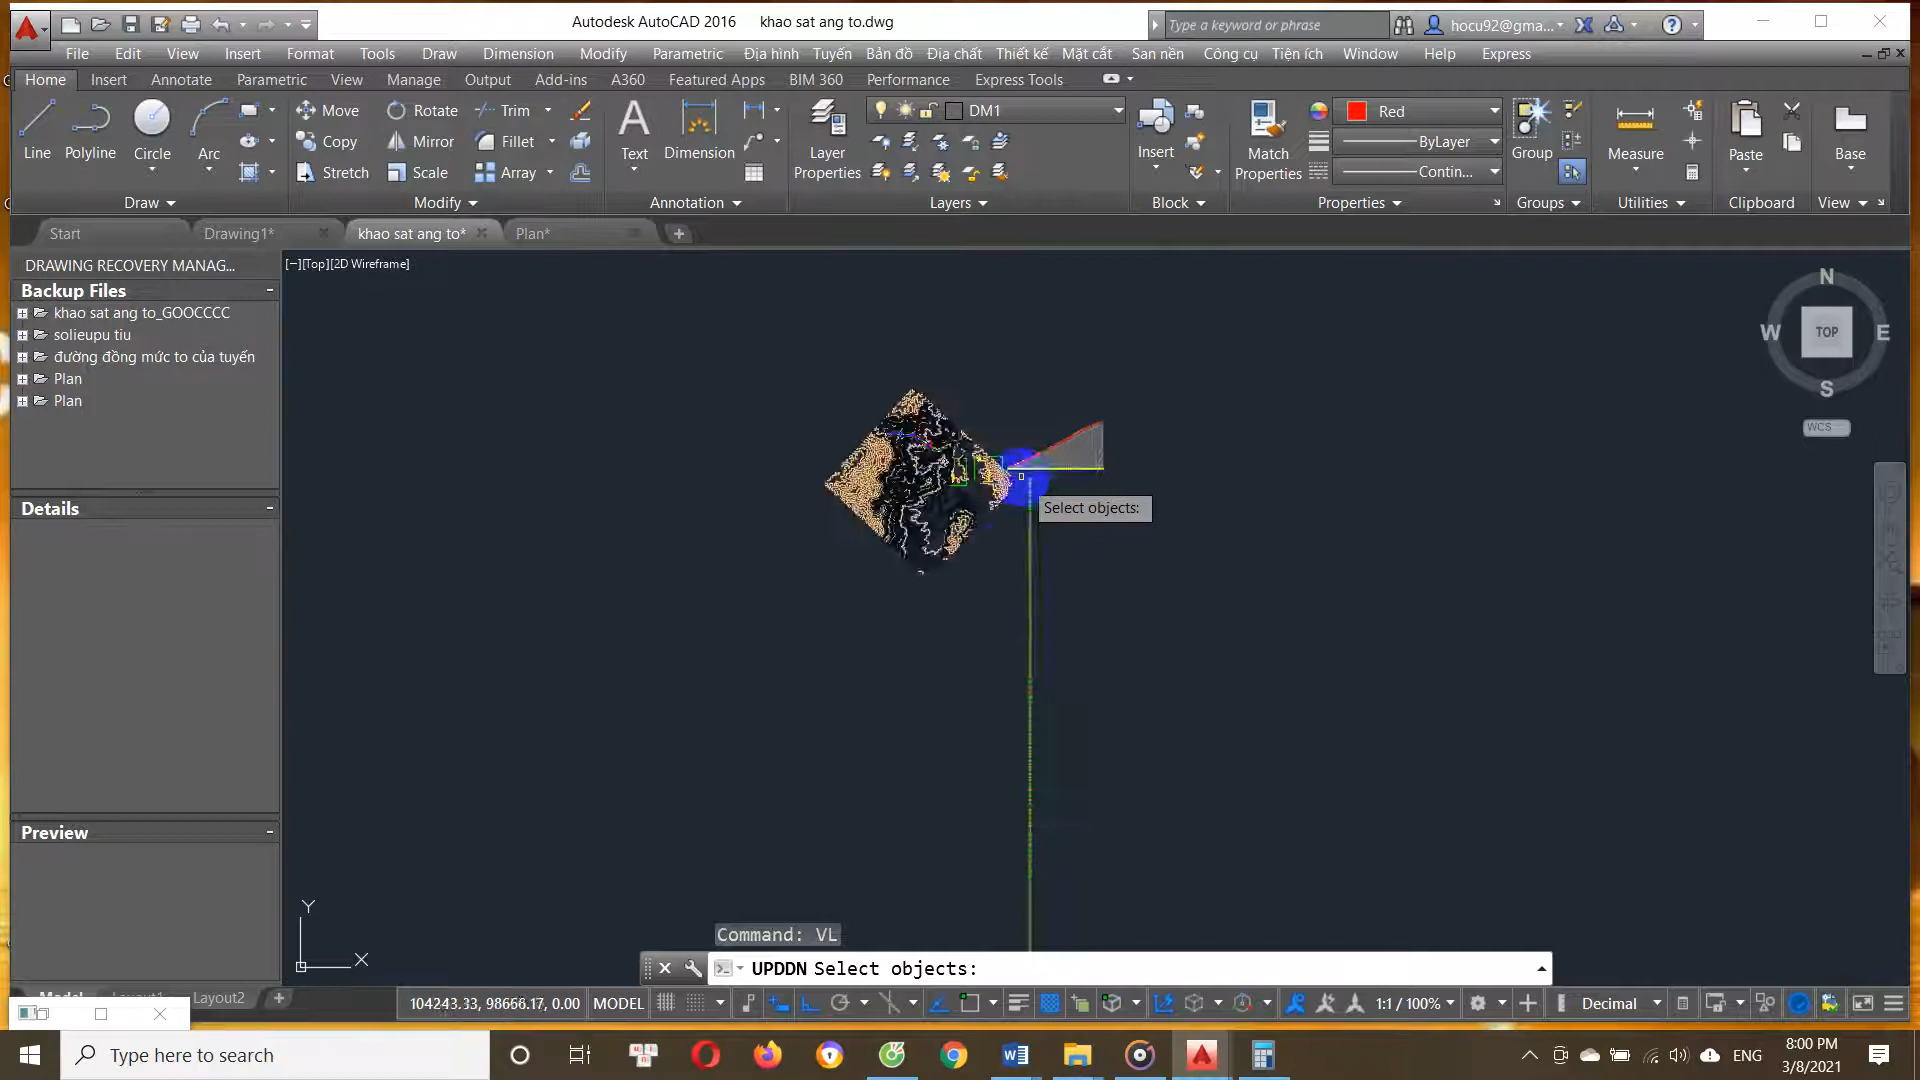 Autodesk AutoCAD 2016 khao sat ang to.dwg
Type a keyword or phrase
hocu92@gma...
File Edit View Insert Format Tools Draw Dimension Modify Parametric Địa hình Tuyến Bản đồ Địa chất Thiết kế Mặt cắt San nền Công cụ Tiện ích Window Help Express
Home Insert Annotate Parametric View Manage Output Add-ins A360 Featured Apps BIM 360 Performance Express Tools
Line Polyline Circle Arc
Move Rotate Trim
Copy Mirror Fillet
Stretch Scale Array
Text Dimension
Layer Properties
DM1
Insert
Match Properties
Red
ByLayer
Contin...
Group
Measure
Paste
Base
Draw Modify Annotation Layers Block Properties Groups Utilities Clipboard View
Start Drawing1* khao sat ang to* Plan*
DRAWING RECOVERY MANAG...
[−][Top][2D Wireframe]
Backup Files
khao sat ang to_GOOCCCC
solieupu tiu
đường đồng mức to của tuyến
Plan
Plan
Details
Preview
N
W TOP E
S
WCS
Select objects:
Y
X
Command: VL
UPDDN Select objects:
Model Layout1 Layout2
104243.33, 98666.17, 0.00 MODEL
1:1 / 100%
Decimal
Type here to search
ENG
8:00 PM
3/8/2021